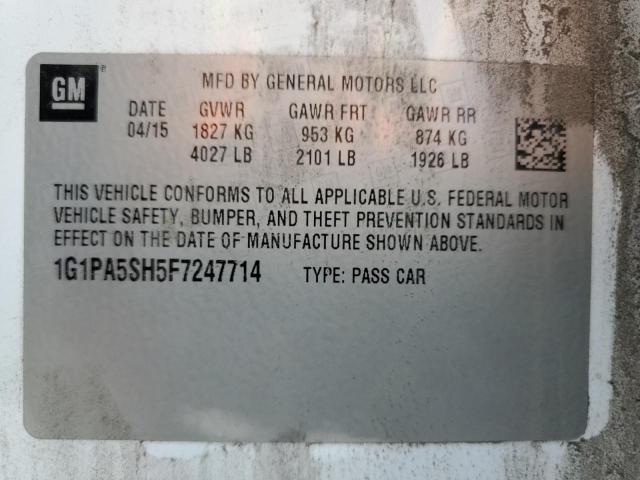 GM ®
MFD BY GENERAL MOTORS LLC
DATE GVWR GAWR FRT GAWR RR
04/15 1827 KG 953 KG 874 KG
4027 LB 2101 LB 1926 LB
THIS VEHICLE CONFORMS TO ALL APPLICABLE U.S. FEDERAL MOTOR
VEHICLE SAFETY, BUMPER, AND THEFT PREVENTION STANDARDS IN
EFFECT ON THE DATE OF MANUFACTURE SHOWN ABOVE.
1G1PA5SH5F7247714 TYPE: PASS CAR